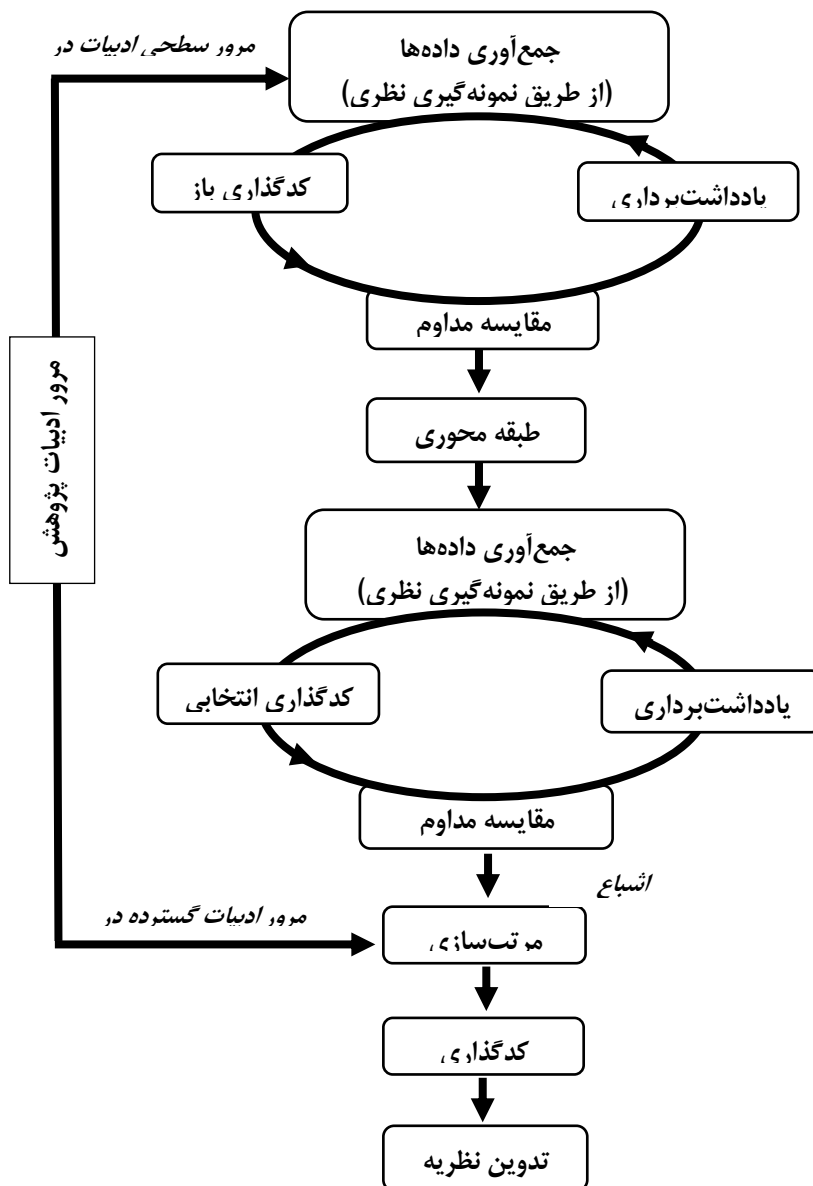 مرور سطحی ادبیات در
جمع‌آوری داده‌ها
(از طریق نمونه‌گیری نظری)
کدگذاری باز
یادداشت‌برداری
مقایسه مداوم
مرور ادبیات پژوهش
طبقه محوری
جمع‌آوری داده‌ها
(از طریق نمونه‌گیری نظری)
کدگذاری انتخابی
یادداشت‌برداری
مقایسه مداوم
اشباع
مرور ادبیات گسترده در
مرتب‌سازی
کدگذاری
تدوین نظریه